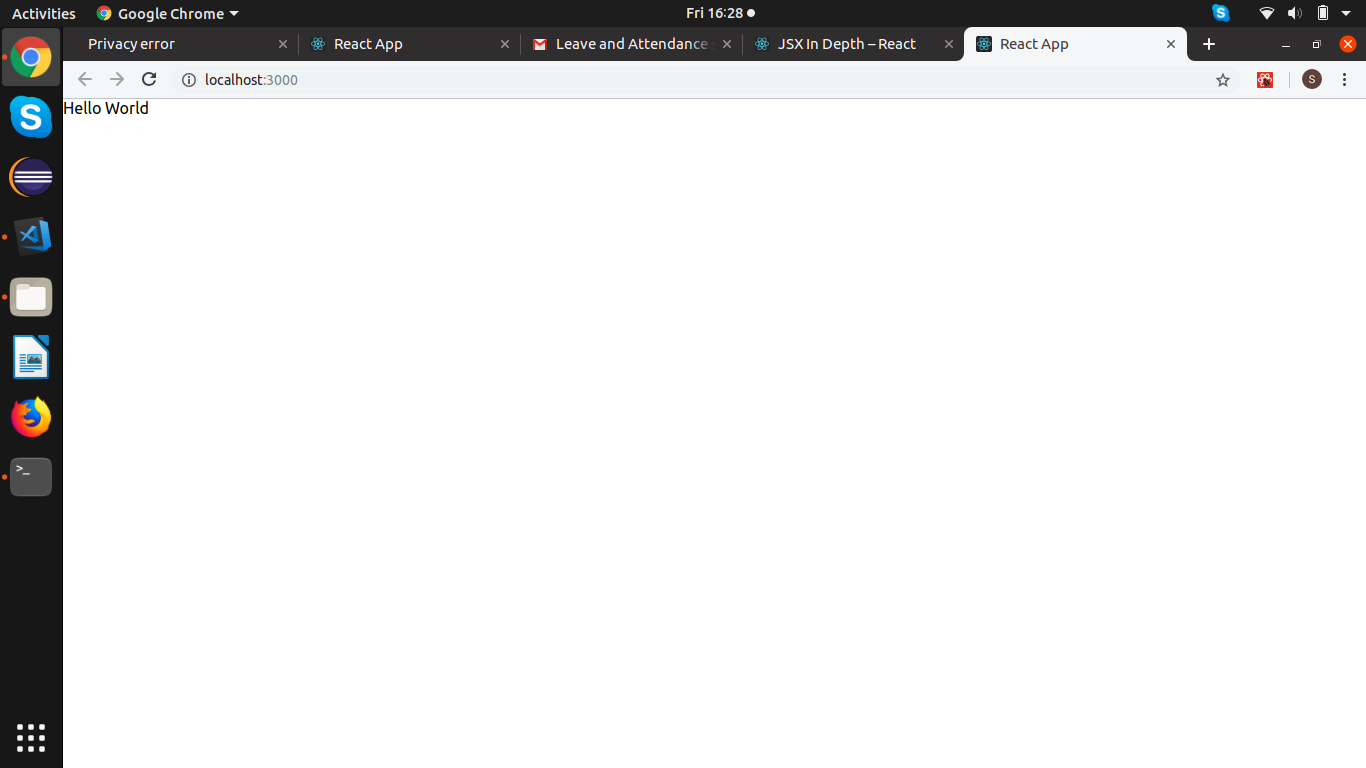 Activities Google Chrome Fri 16:28
Privacy error React App Leave and Attendance JSX In Depth – React React App
localhost:3000 S
Hello World
S
>_